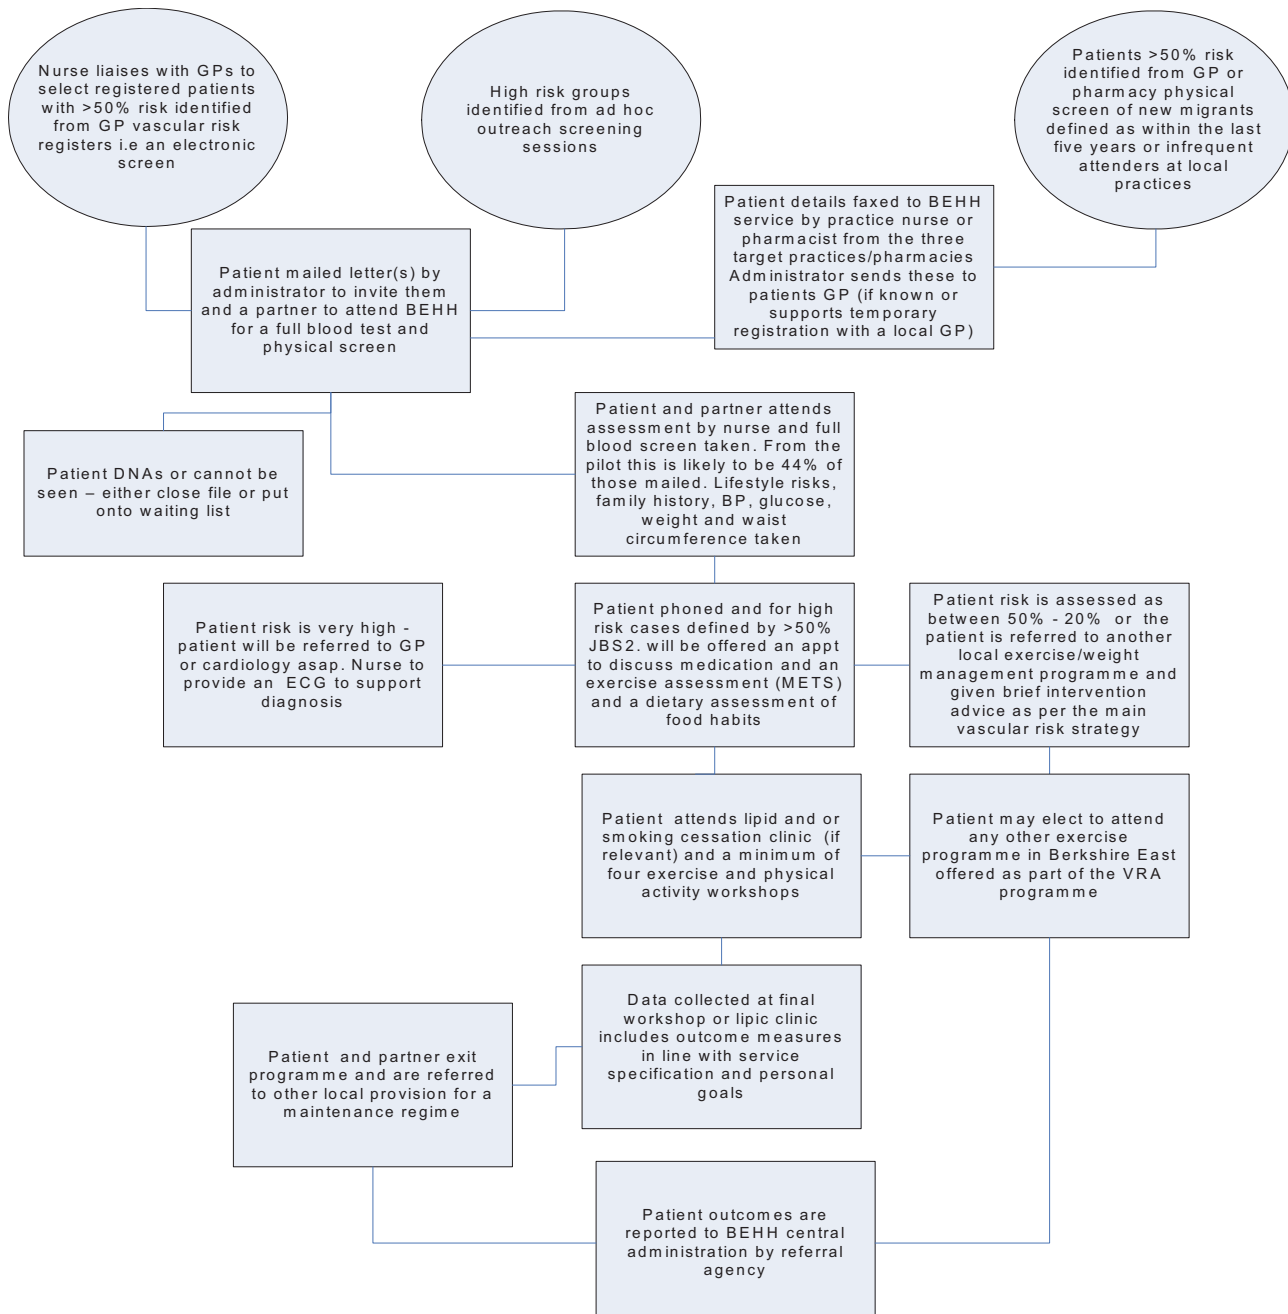 Nurse liaises with GPs to
select registered patients
with >50% risk identified
from GP vascular risk
registers i.e an electronic
screen
High risk groups
identified from ad hoc
outreach screening
sessions
Patients >50% risk
identified from GP or
pharmacy physical
screen of new migrants
defined as within the last
five years or infrequent
attenders at local
practices
Patient details faxed to BEHH
service by practice nurse or
pharmacist from the three
target practices/pharmacies
Administrator sends these to
patients GP (if known or
supports temporary
registration with a local GP)
Patient mailed letter(s) by
administrator to invite them
and a partner to attend BEHH
for a full blood test and
physical screen
Patient DNAs or cannot be
seen – either close file or put
onto waiting list
Patient and partner attends
assessment by nurse and full
blood screen taken. From the
pilot this is likely to be 44% of
those mailed. Lifestyle risks,
family history, BP, glucose,
weight and waist
circumference taken
Patient risk is very high -
patient will be referred to GP
or cardiology asap. Nurse to
provide an ECG to support
diagnosis
Patient phoned and for high
risk cases defined by >50%
JBS2. will be offered an appt
to discuss medication and an
exercise assessment (METS)
and a dietary assessment of
food habits
Patient risk is assessed as
between 50% - 20% or the
patient is referred to another
local exercise/weight
management programme and
given brief intervention
advice as per the main
vascular risk strategy
Patient attends lipid and or
smoking cessation clinic (if
relevant) and a minimum of
four exercise and physical
activity workshops
Patient may elect to attend
any other exercise
programme in Berkshire East
offered as part of the VRA
programme
Data collected at final
workshop or lipic clinic
includes outcome measures
in line with service
specification and personal
goals
Patient and partner exit
programme and are referred
to other local provision for a
maintenance regime
Patient outcomes are
reported to BEHH central
administration by referral
agency